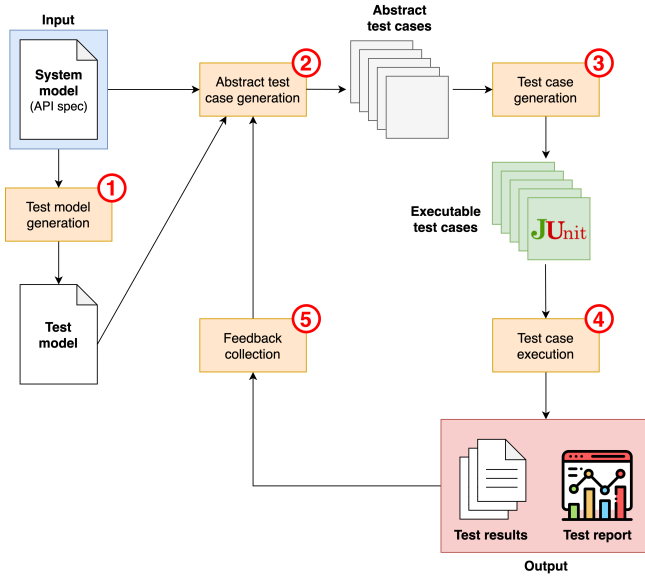 Input
System
model
(API spec)
1
Test model
generation
Test
model
2
Abstract test
case generation
Abstract
test cases
3
Test case
generation
Executable
test cases
JUnit
4
Test case
execution
5
Feedback
collection
Test results
Test report
Output